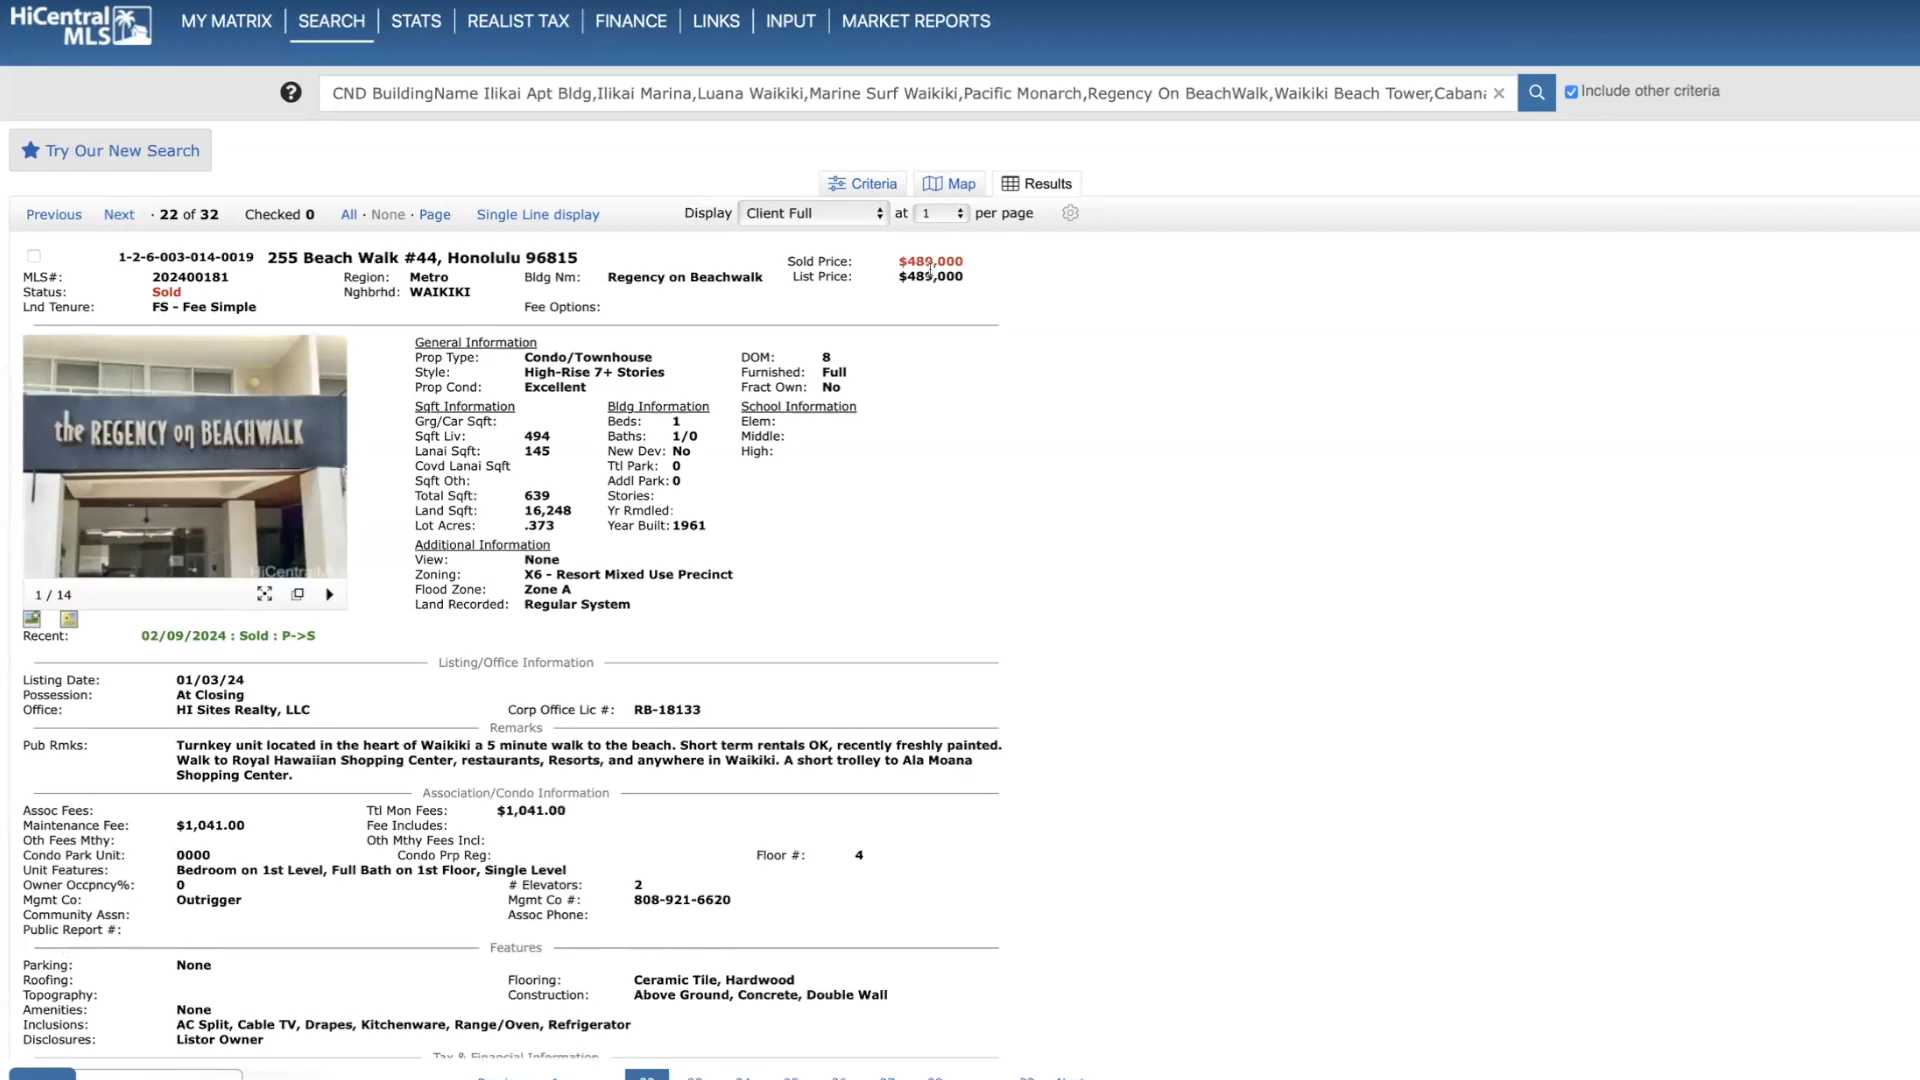 HiCentral MLS MY MATRIX SEARCH STATS REALIST TAX FINANCE LINKS INPUT MARKET REPORTS
? CND BuildingName Ilikai Apt Bldg,Ilikai Marina,Luana Waikiki,Marine Surf Waikiki,Pacific Monarch,Regency On BeachWalk,Waikiki Beach Tower,Cabana Include other criteria
Try Our New Search
Criteria Map Results
Previous Next · 22 of 32 Checked 0 All · None · Page Single Line display Display Client Full at 1 per page
1-2-6-003-014-0019 255 Beach Walk #44, Honolulu 96815 Sold Price: $489,000
MLS#: 202400181 Region: Metro Bldg Nm: Regency on Beachwalk List Price: $489,000
Status: Sold Nghbrhd: WAIKIKI
Lnd Tenure: FS - Fee Simple Fee Options:
the REGENCY on BEACHWALK
HiCentral
1 / 14
General Information
Prop Type: Condo/Townhouse DOM: 8
Style: High-Rise 7+ Stories Furnished: Full
Prop Cond: Excellent Fract Own: No
Sqft Information Bldg Information School Information
Grg/Car Sqft: Beds: 1 Elem:
Sqft Liv: 494 Baths: 1/0 Middle:
Lanai Sqft: 145 New Dev: No High:
Covd Lanai Sqft Ttl Park: 0
Sqft Oth: Addl Park: 0
Total Sqft: 639 Stories:
Land Sqft: 16,248 Yr Rmdled:
Lot Acres: .373 Year Built: 1961
Additional Information
View: None
Zoning: X6 - Resort Mixed Use Precinct
Flood Zone: Zone A
Land Recorded: Regular System
Recent: 02/09/2024 : Sold : P->S
Listing/Office Information
Listing Date: 01/03/24
Possession: At Closing
Office: HI Sites Realty, LLC Corp Office Lic #: RB-18133
Remarks
Pub Rmks: Turnkey unit located in the heart of Waikiki a 5 minute walk to the beach. Short term rentals OK, recently freshly painted.
Walk to Royal Hawaiian Shopping Center, restaurants, Resorts, and anywhere in Waikiki. A short trolley to Ala Moana
Shopping Center.
Association/Condo Information
Assoc Fees: Ttl Mon Fees: $1,041.00
Maintenance Fee: $1,041.00 Fee Includes:
Oth Fees Mthy: Oth Mthy Fees Incl:
Condo Park Unit: 0000 Condo Prp Reg: Floor #: 4
Unit Features: Bedroom on 1st Level, Full Bath on 1st Floor, Single Level
Owner Occpncy%: 0 # Elevators: 2
Mgmt Co: Outrigger Mgmt Co #: 808-921-6620
Community Assn: Assoc Phone:
Public Report #:
Features
Parking: None
Roofing: Flooring: Ceramic Tile, Hardwood
Topography: Construction: Above Ground, Concrete, Double Wall
Amenities: None
Inclusions: AC Split, Cable TV, Drapes, Kitchenware, Range/Oven, Refrigerator
Disclosures: Listor Owner
Tax & Financial Information